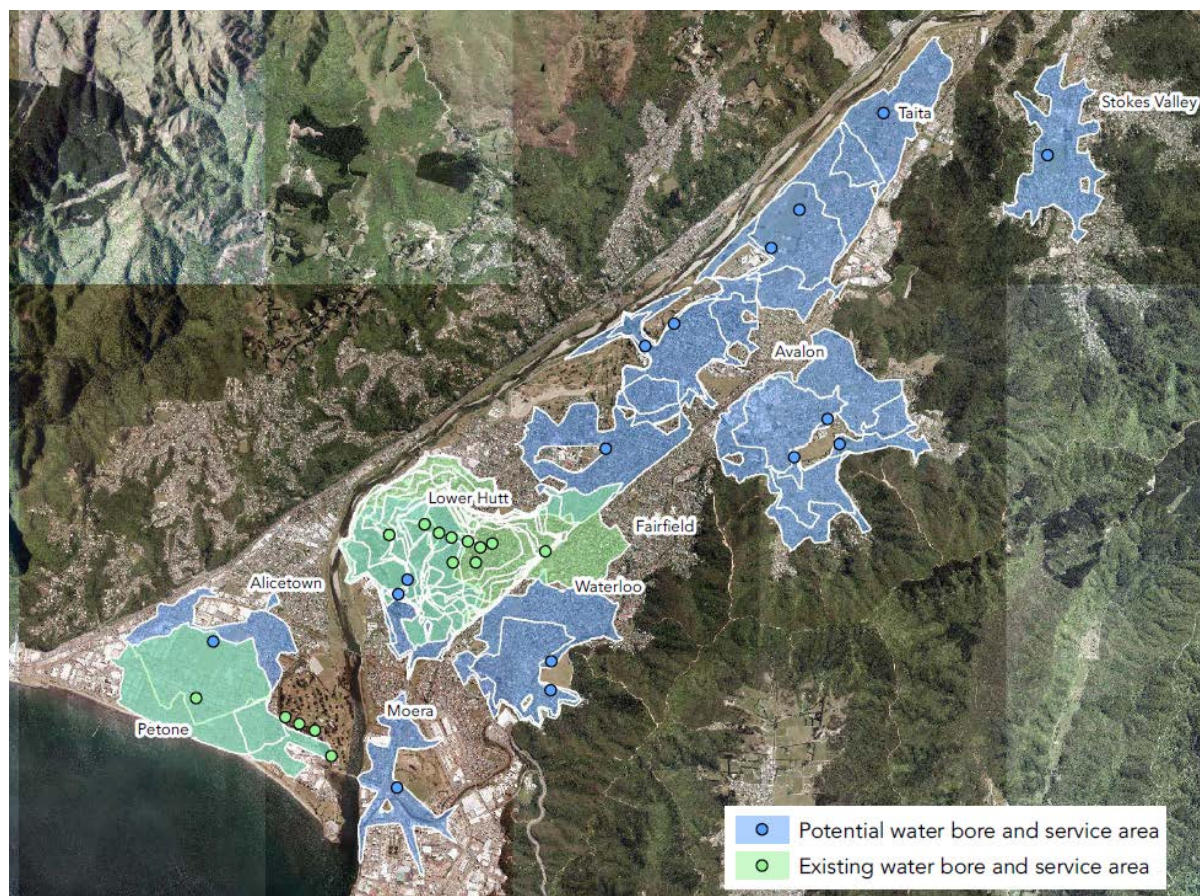 Taita
Stokes Valley
Avalon
Lower Hutt
Fairfield
Alicetown
Waterloo
Petone
Moera
Potential water bore and service area
Existing water bore and service area